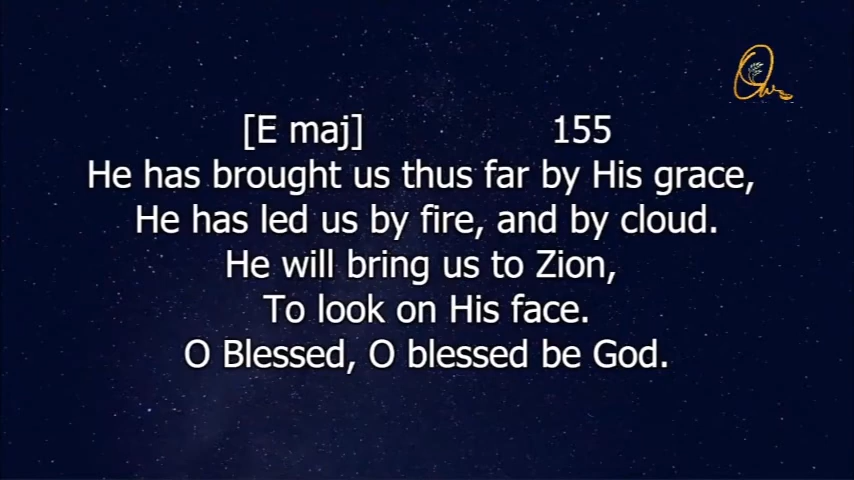 [E maj] 155
He has brought us thus far by His grace,
He has led us by fire, and by cloud.
He will bring us to Zion,
To look on His face.
O Blessed, O blessed be God.